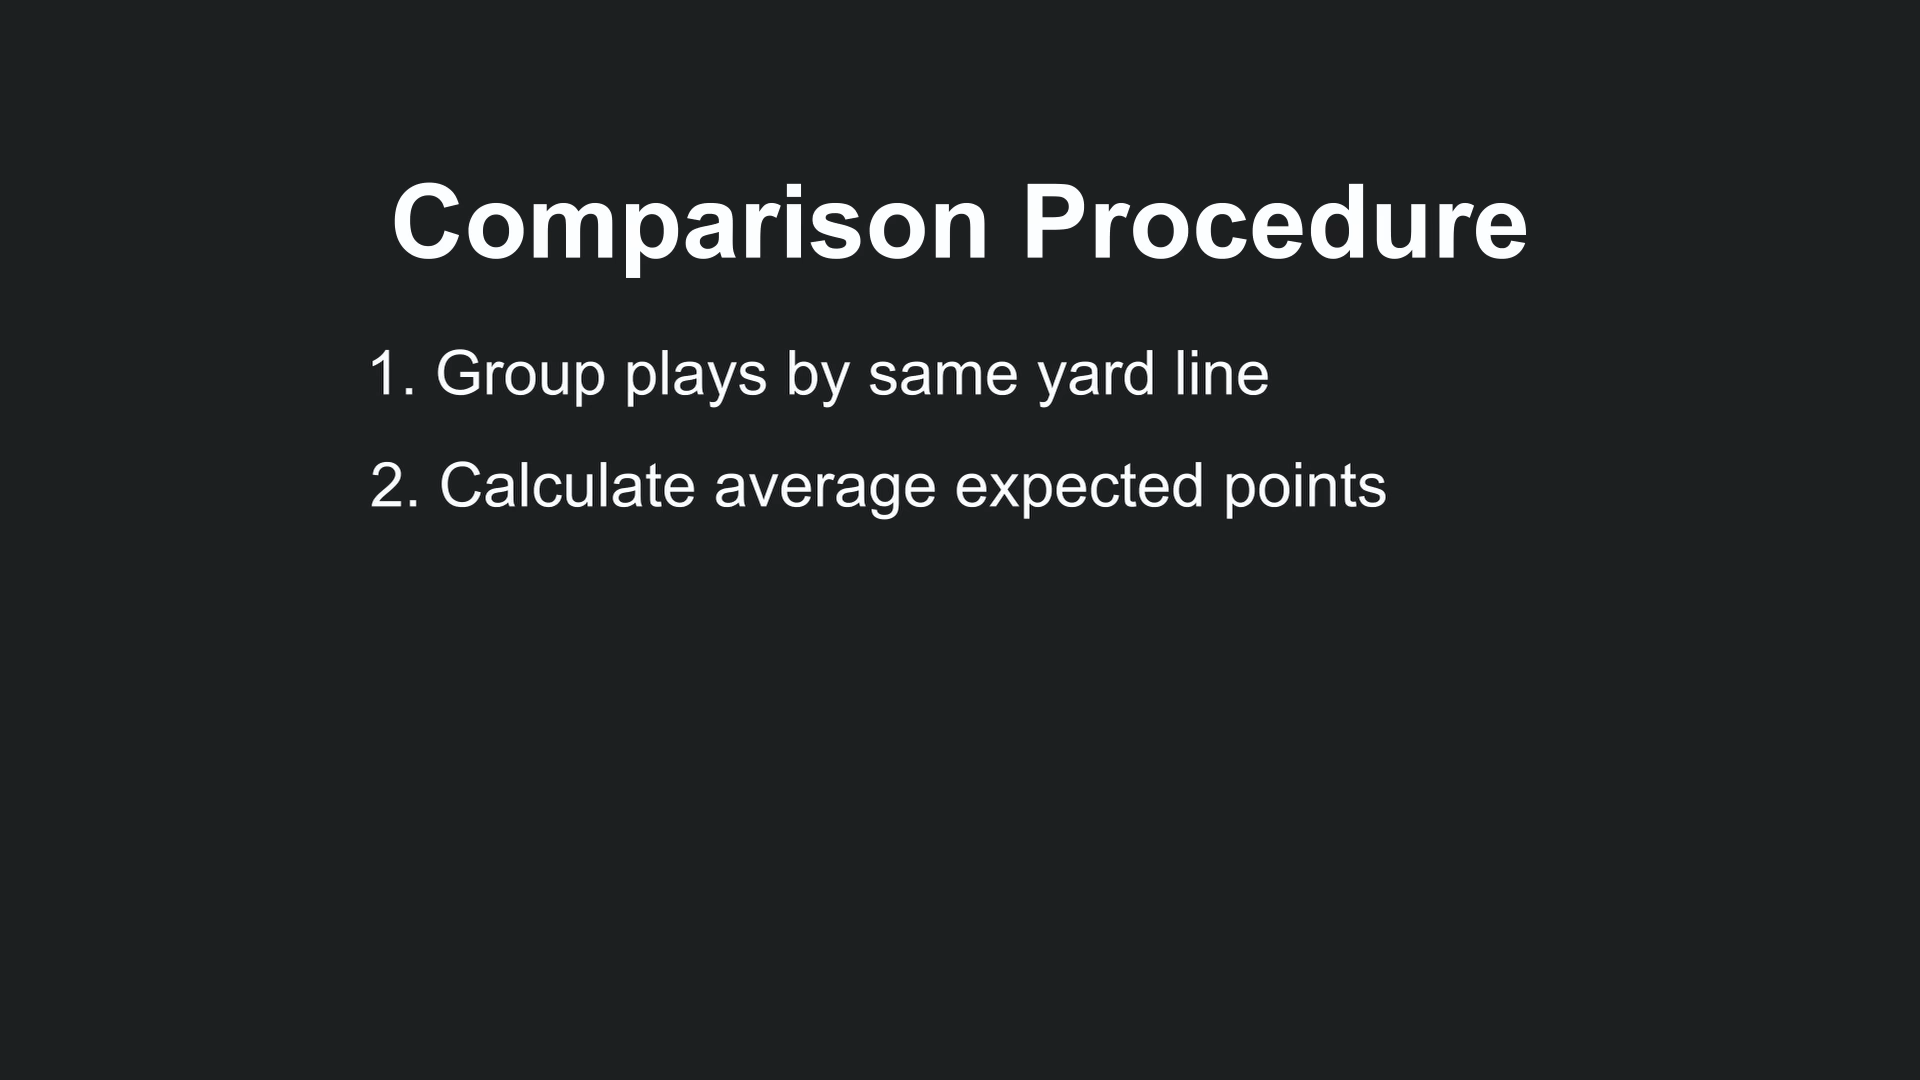 Comparison Procedure
1. Group plays by same yard line
2. Calculate average expected points